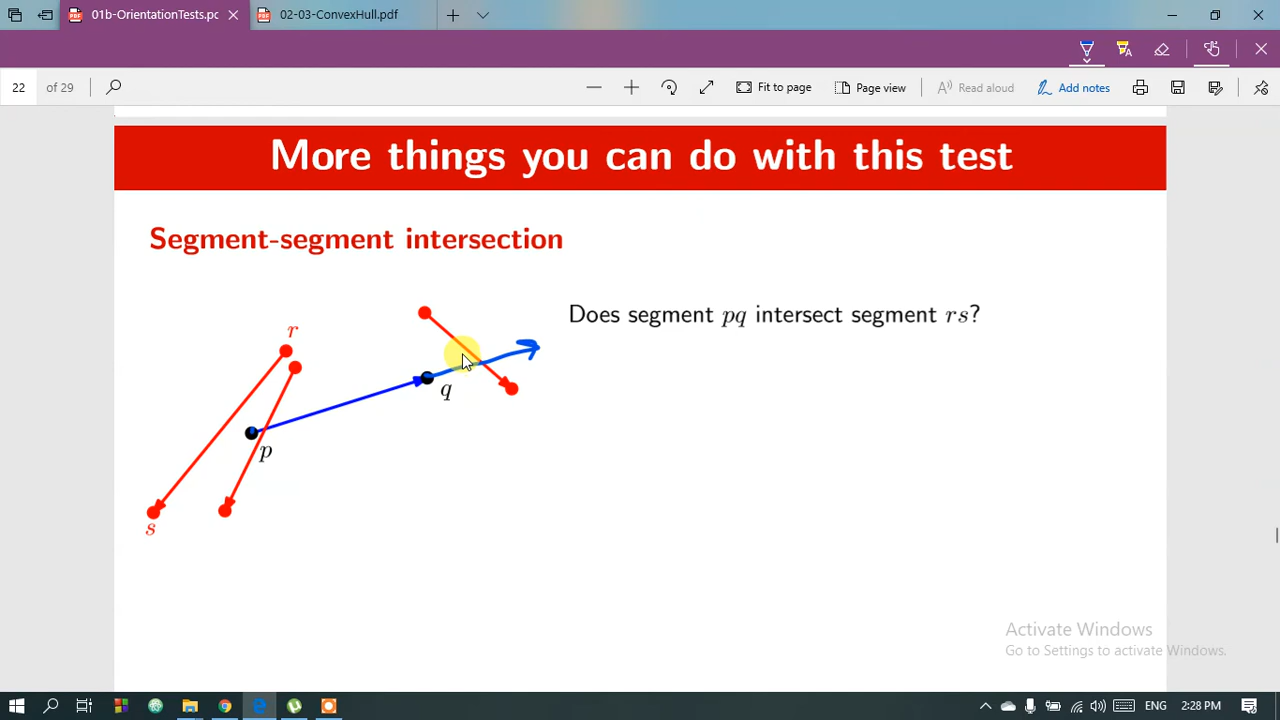 01b-OrientationTests.pc
02-03-ConvexHull.pdf
22 of 29
Fit to page
Page view
Read aloud
Add notes
More things you can do with this test
Segment-segment intersection
Does segment pq intersect segment rs?
r
q
p
s
Activate Windows
Go to Settings to activate Windows.
ENG
2:28 PM